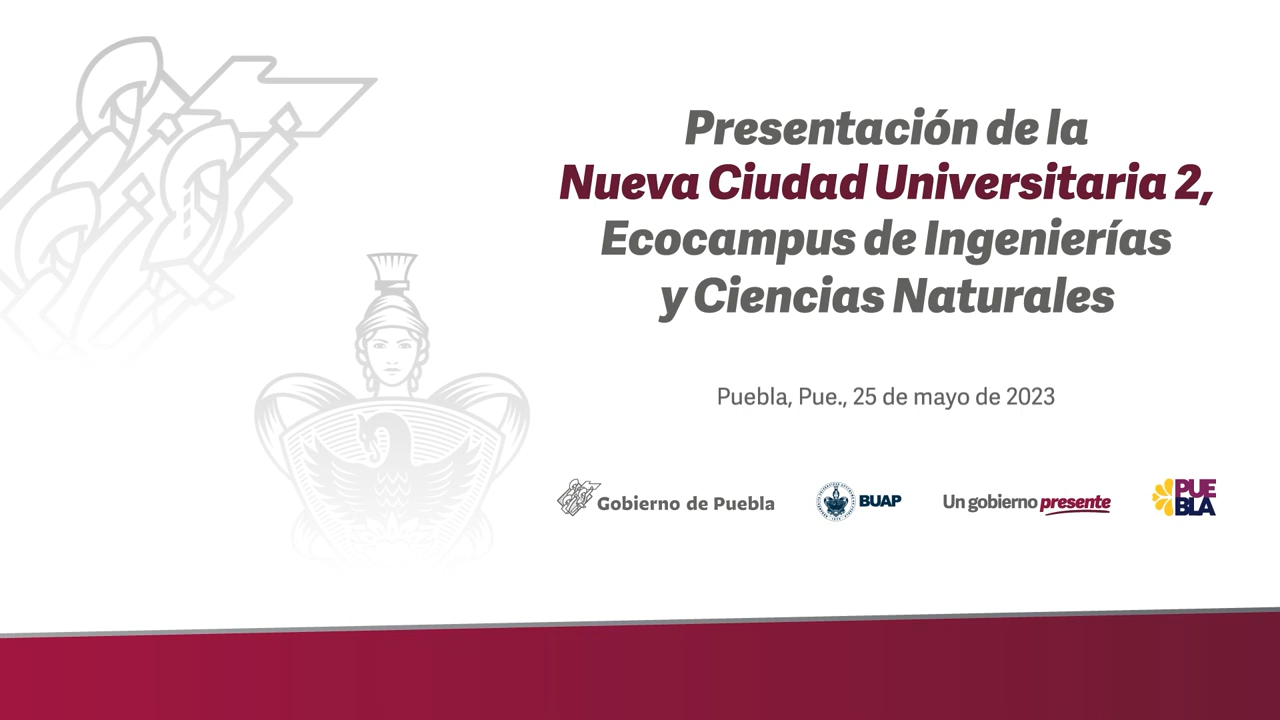 Presentación de la
Nueva Ciudad Universitaria 2,
Ecocampus de Ingenierías
y Ciencias Naturales
Puebla, Pue., 25 de mayo de 2023
Gobierno de Puebla
BUAP
Un gobierno presente
PUE
BLA